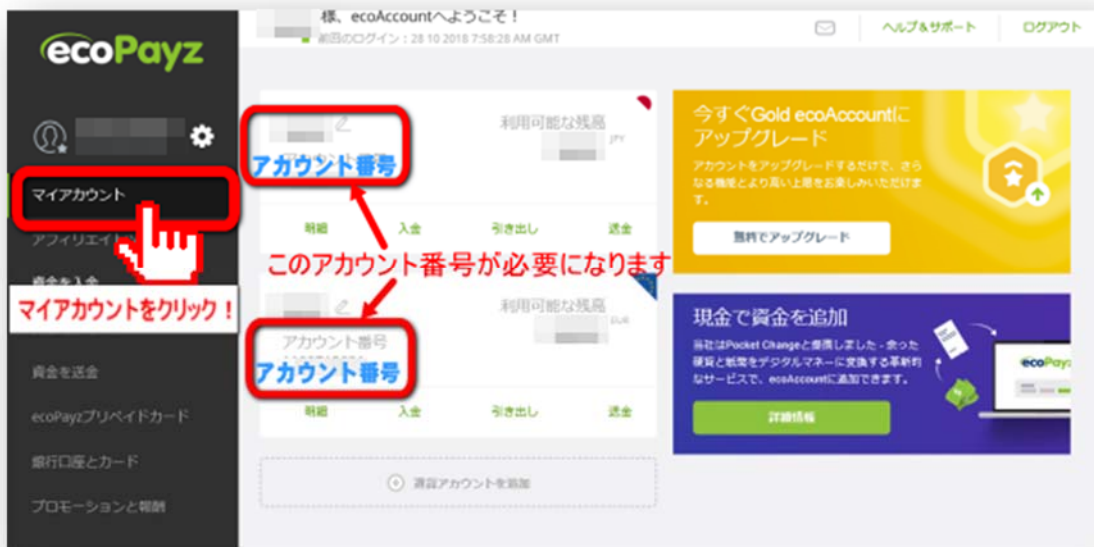 様、ecoAccountへようこそ！
前回のログイン：28 10 2018 7:58:28 AM GMT
ヘルプ&サポート
ログアウト
ecoPayz
マイアカウント
アフィリエイト
資金を入金
マイアカウントをクリック！
資金を送金
ecoPayzプリペイドカード
銀行口座とカード
プロモーションと報酬
利用可能な残高
JPY
アカウント番号
明細
入金
引き出し
送金
このアカウント番号が必要になります
利用可能な残高
EUR
アカウント番号
アカウント番号
明細
入金
引き出し
送金
通貨アカウントを追加
今すぐGold ecoAccountに
アップグレード
アカウントをアップグレードするだけで、さら
なる機能とより高い上限をお楽しみいただけま
す。
無料でアップグレード
現金で資金を追加
当社はPocket Changeと提携しました - 余った
硬貨と紙幣をデジタルマネーに変換する革新的
なサービスで、ecoAccountに追加できます。
詳細情報
ecoPayz